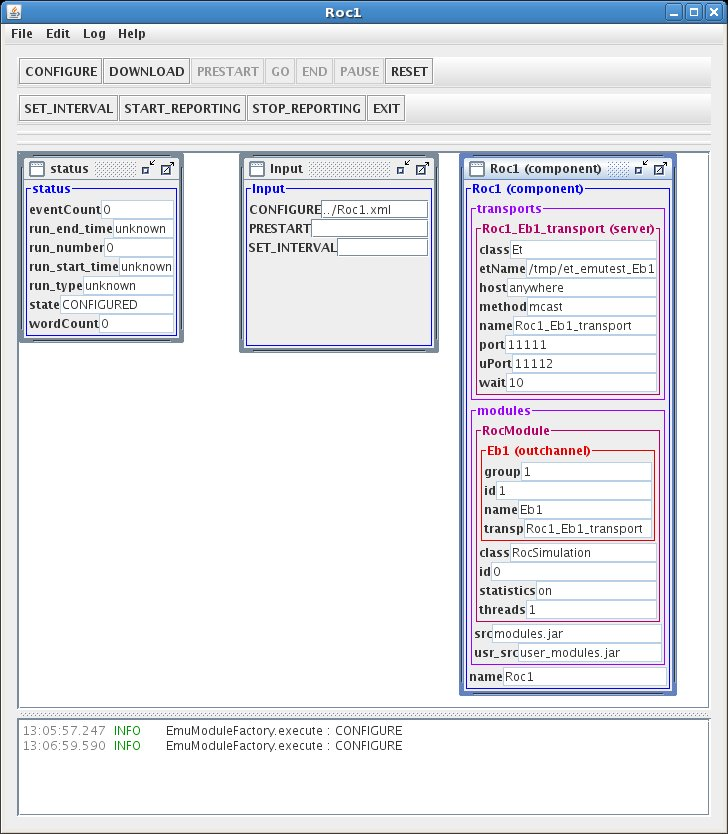 Roc1
File Edit Log Help
CONFIGURE DOWNLOAD PRESTART GO END PAUSE RESET
SET_INTERVAL START_REPORTING STOP_REPORTING EXIT
status
status
eventCount 0
run_end_time unknown
run_number 0
run_start_time unknown
run_type unknown
state CONFIGURED
wordCount 0
Input
Input
CONFIGURE ../Roc1.xml
PRESTART
SET_INTERVAL
Roc1 (component)
Roc1 (component)
transports
Roc1_Eb1_transport (server)
class Et
etName /tmp/et_emutest_Eb1
host anywhere
method mcast
name Roc1_Eb1_transport
port 11111
uPort 11112
wait 10
modules
RocModule
Eb1 (outchannel)
group 1
id 1
name Eb1
transp Roc1_Eb1_transport
class RocSimulation
id 0
statistics on
threads 1
src modules.jar
usr_src user_modules.jar
name Roc1
13:05:57.247 INFO EmuModuleFactory.execute : CONFIGURE
13:06:59.590 INFO EmuModuleFactory.execute : CONFIGURE